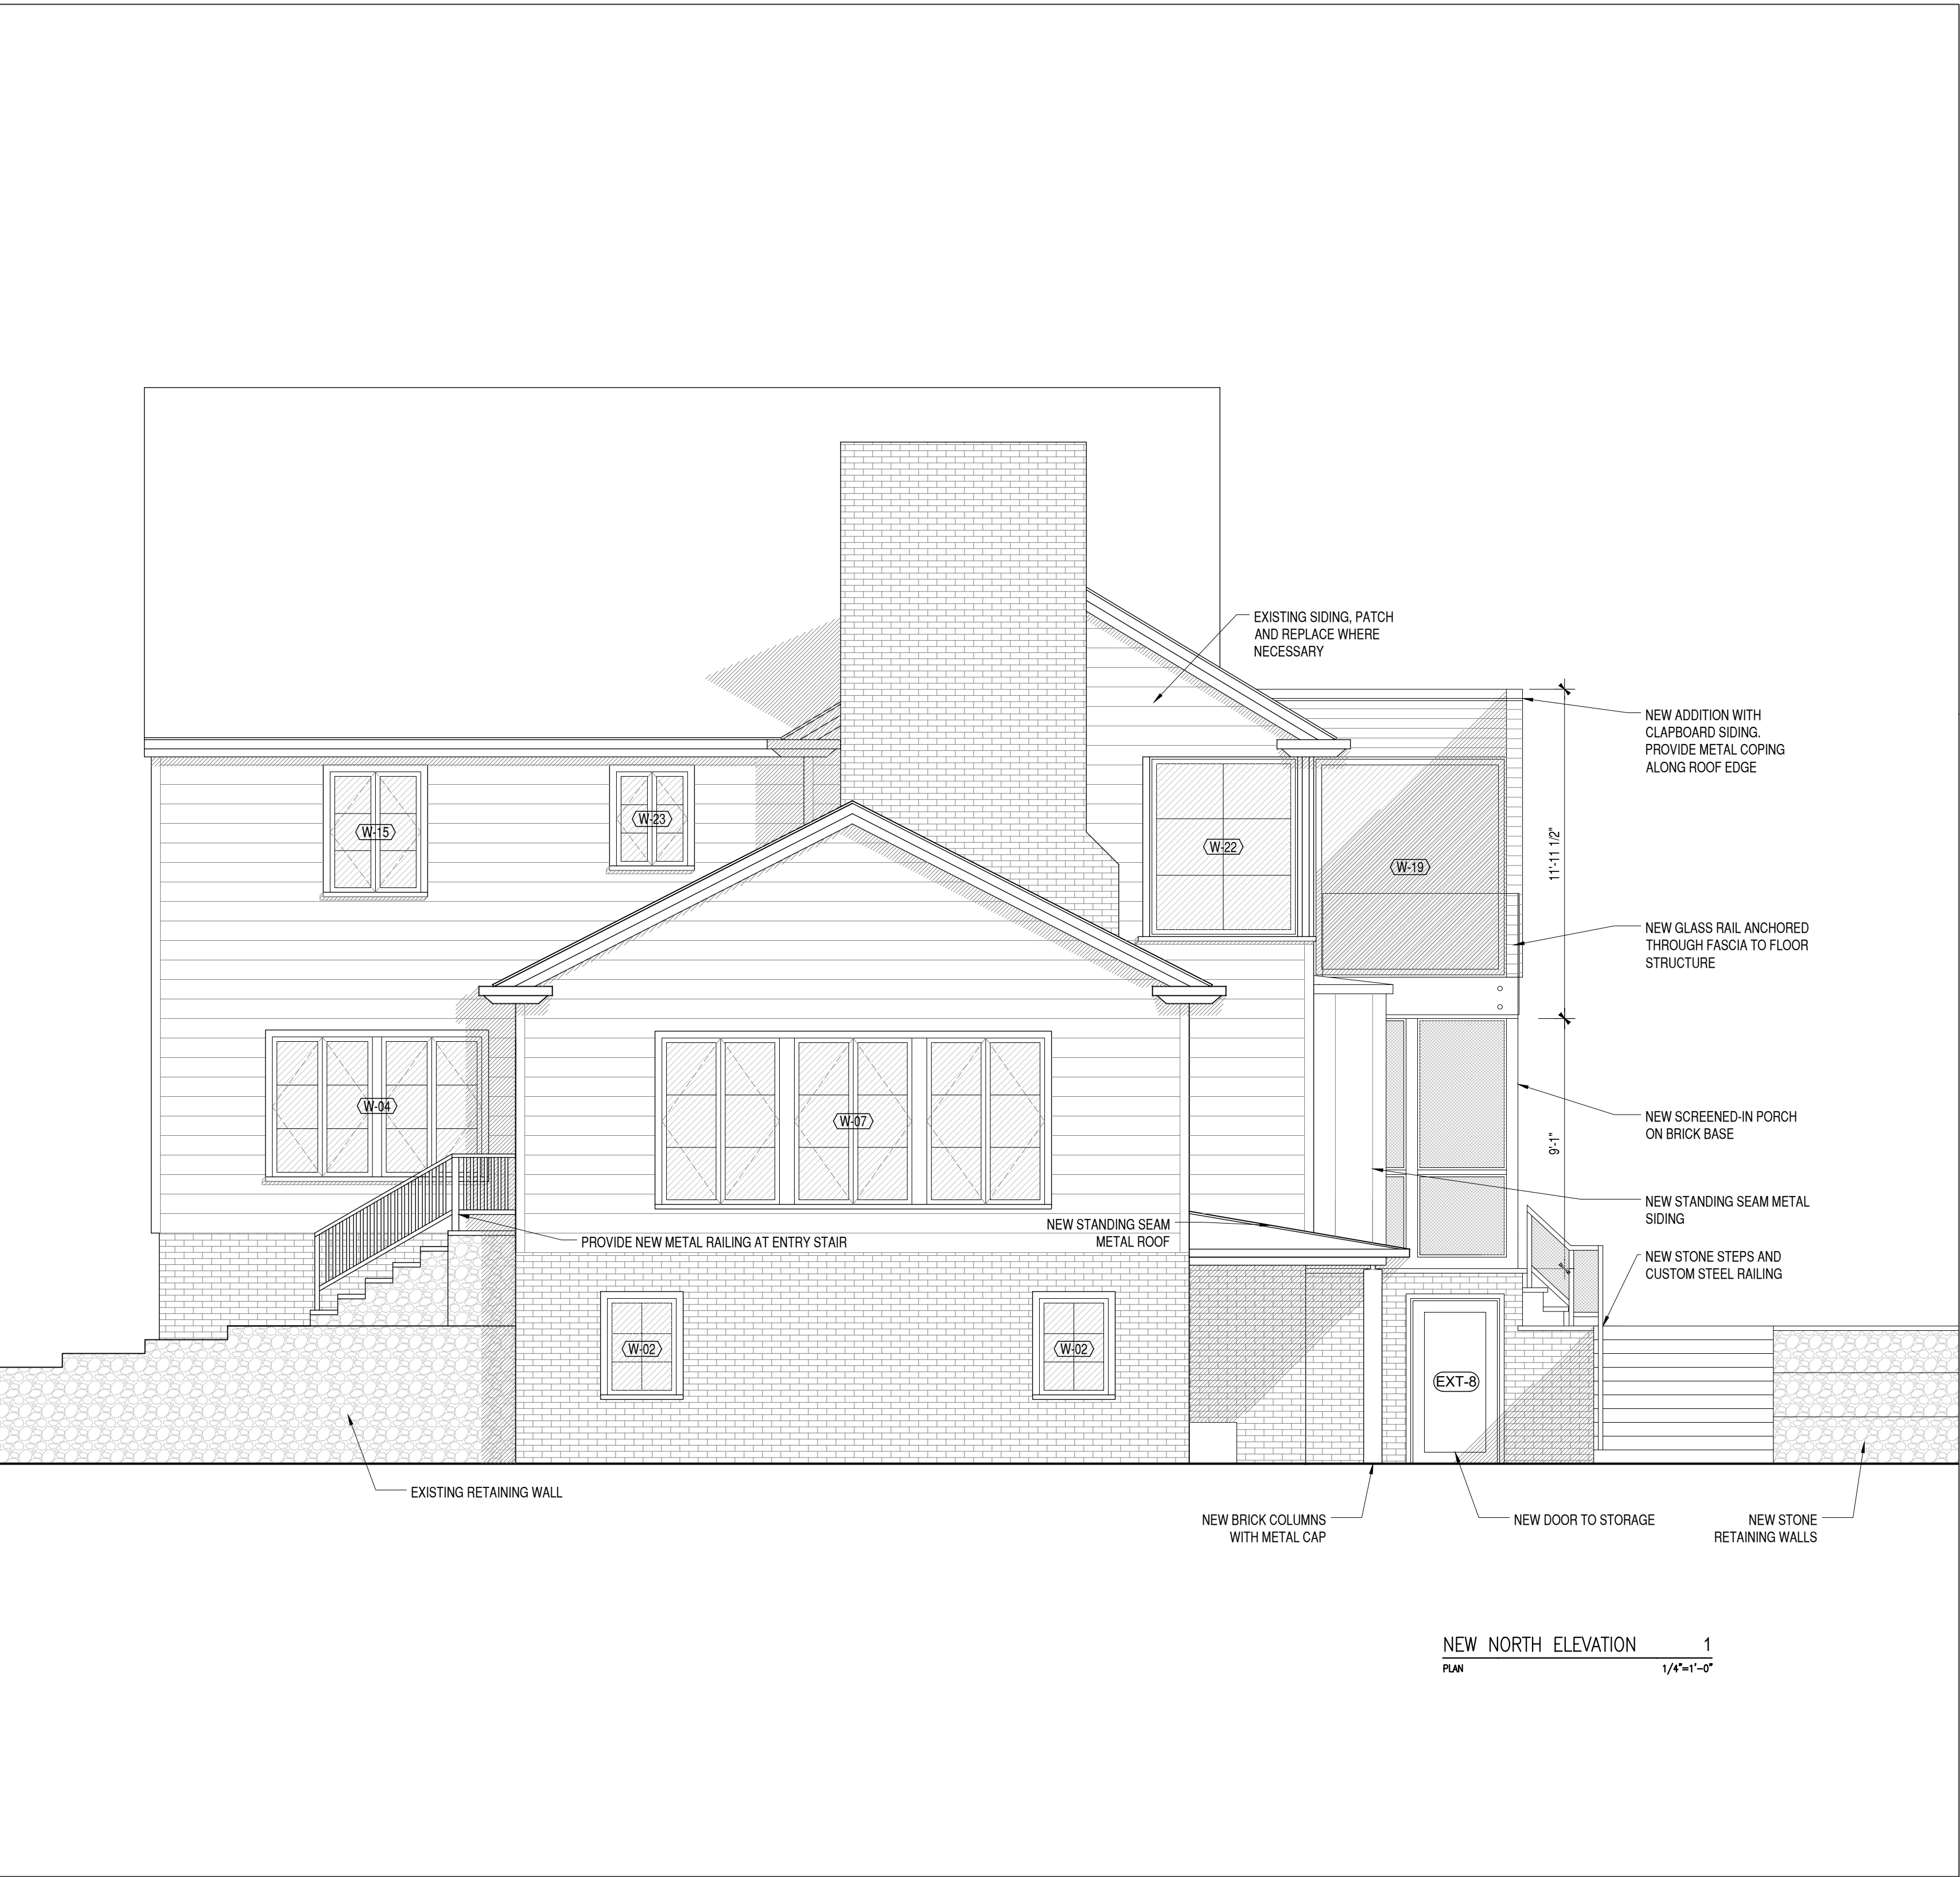 EXISTING SIDING, PATCH
AND REPLACE WHERE
NECESSARY
NEW ADDITION WITH
CLAPBOARD SIDING.
PROVIDE METAL COPING
ALONG ROOF EDGE
W-15
W-23
W-22
W-19
11'-11 1/2"
NEW GLASS RAIL ANCHORED
THROUGH FASCIA TO FLOOR
STRUCTURE
W-04
W-07
NEW SCREENED-IN PORCH
ON BRICK BASE
9'-1"
NEW STANDING SEAM METAL
SIDING
NEW STANDING SEAM
METAL ROOF
PROVIDE NEW METAL RAILING AT ENTRY STAIR
NEW STONE STEPS AND
CUSTOM STEEL RAILING
W-02
W-02
EXT-8
EXISTING RETAINING WALL
NEW BRICK COLUMNS
WITH METAL CAP
NEW DOOR TO STORAGE
NEW STONE
RETAINING WALLS
NEW NORTH ELEVATION 1
PLAN 1/4"=1'-0"